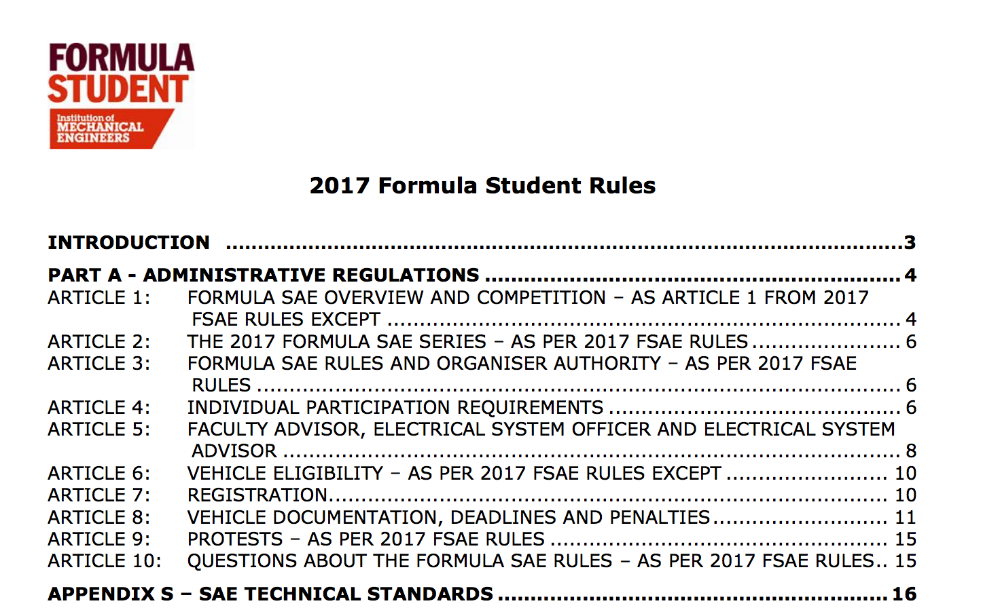 FORMULA
STUDENT
Institution of
MECHANICAL
ENGINEERS
2017 Formula Student Rules
INTRODUCTION ........................................................................................................3
PART A - ADMINISTRATIVE REGULATIONS ................................................................ 4
ARTICLE 1: FORMULA SAE OVERVIEW AND COMPETITION – AS ARTICLE 1 FROM 2017
FSAE RULES EXCEPT ............................................................................... 4
ARTICLE 2: THE 2017 FORMULA SAE SERIES – AS PER 2017 FSAE RULES ....................... 6
ARTICLE 3: FORMULA SAE RULES AND ORGANISER AUTHORITY – AS PER 2017 FSAE
RULES ................................................................................................... 6
ARTICLE 4: INDIVIDUAL PARTICIPATION REQUIREMENTS ............................................. 6
ARTICLE 5: FACULTY ADVISOR, ELECTRICAL SYSTEM OFFICER AND ELECTRICAL SYSTEM
ADVISOR ............................................................................................... 8
ARTICLE 6: VEHICLE ELIGIBILITY – AS PER 2017 FSAE RULES EXCEPT ......................... 10
ARTICLE 7: REGISTRATION...................................................................................... 10
ARTICLE 8: VEHICLE DOCUMENTATION, DEADLINES AND PENALTIES........................... 11
ARTICLE 9: PROTESTS – AS PER 2017 FSAE RULES .................................................... 15
ARTICLE 10: QUESTIONS ABOUT THE FORMULA SAE RULES – AS PER 2017 FSAE RULES.. 15
APPENDIX S – SAE TECHNICAL STANDARDS ............................................................ 16